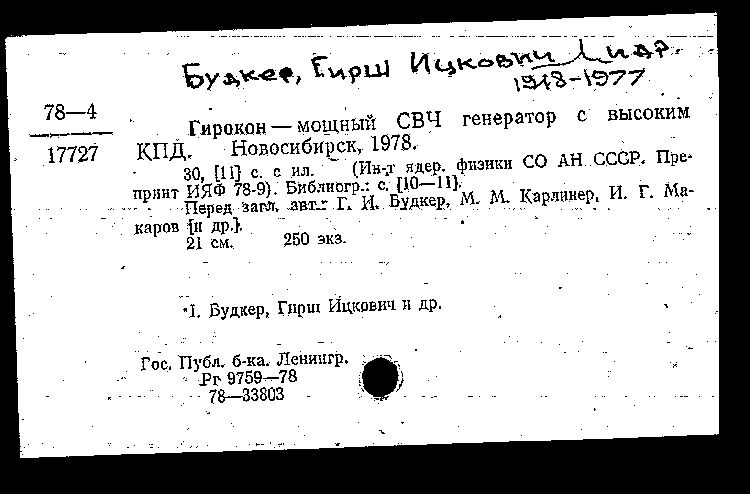 Будкер, Гирш Ицкович и др.
1918-1977
78—4
17727
Гирокон — мощный СВЧ генератор с высоким
КПД. Новосибирск, 1978.
30, [11] с. с ил. (Ин-т ядер. физики СО АН СССР. Пре-
принт ИЯФ 78-9). Библиогр.: с. [10—11].
Перед загл. авт.: Г. И. Будкер, М. М. Карлинер, И. Г. Ма-
каров [и др.].
21 см. 250 экз.
1. Будкер, Гирш Ицкович и др.
Гос. Публ. б-ка. Ленингр.
Рг 9759—78
78—33803